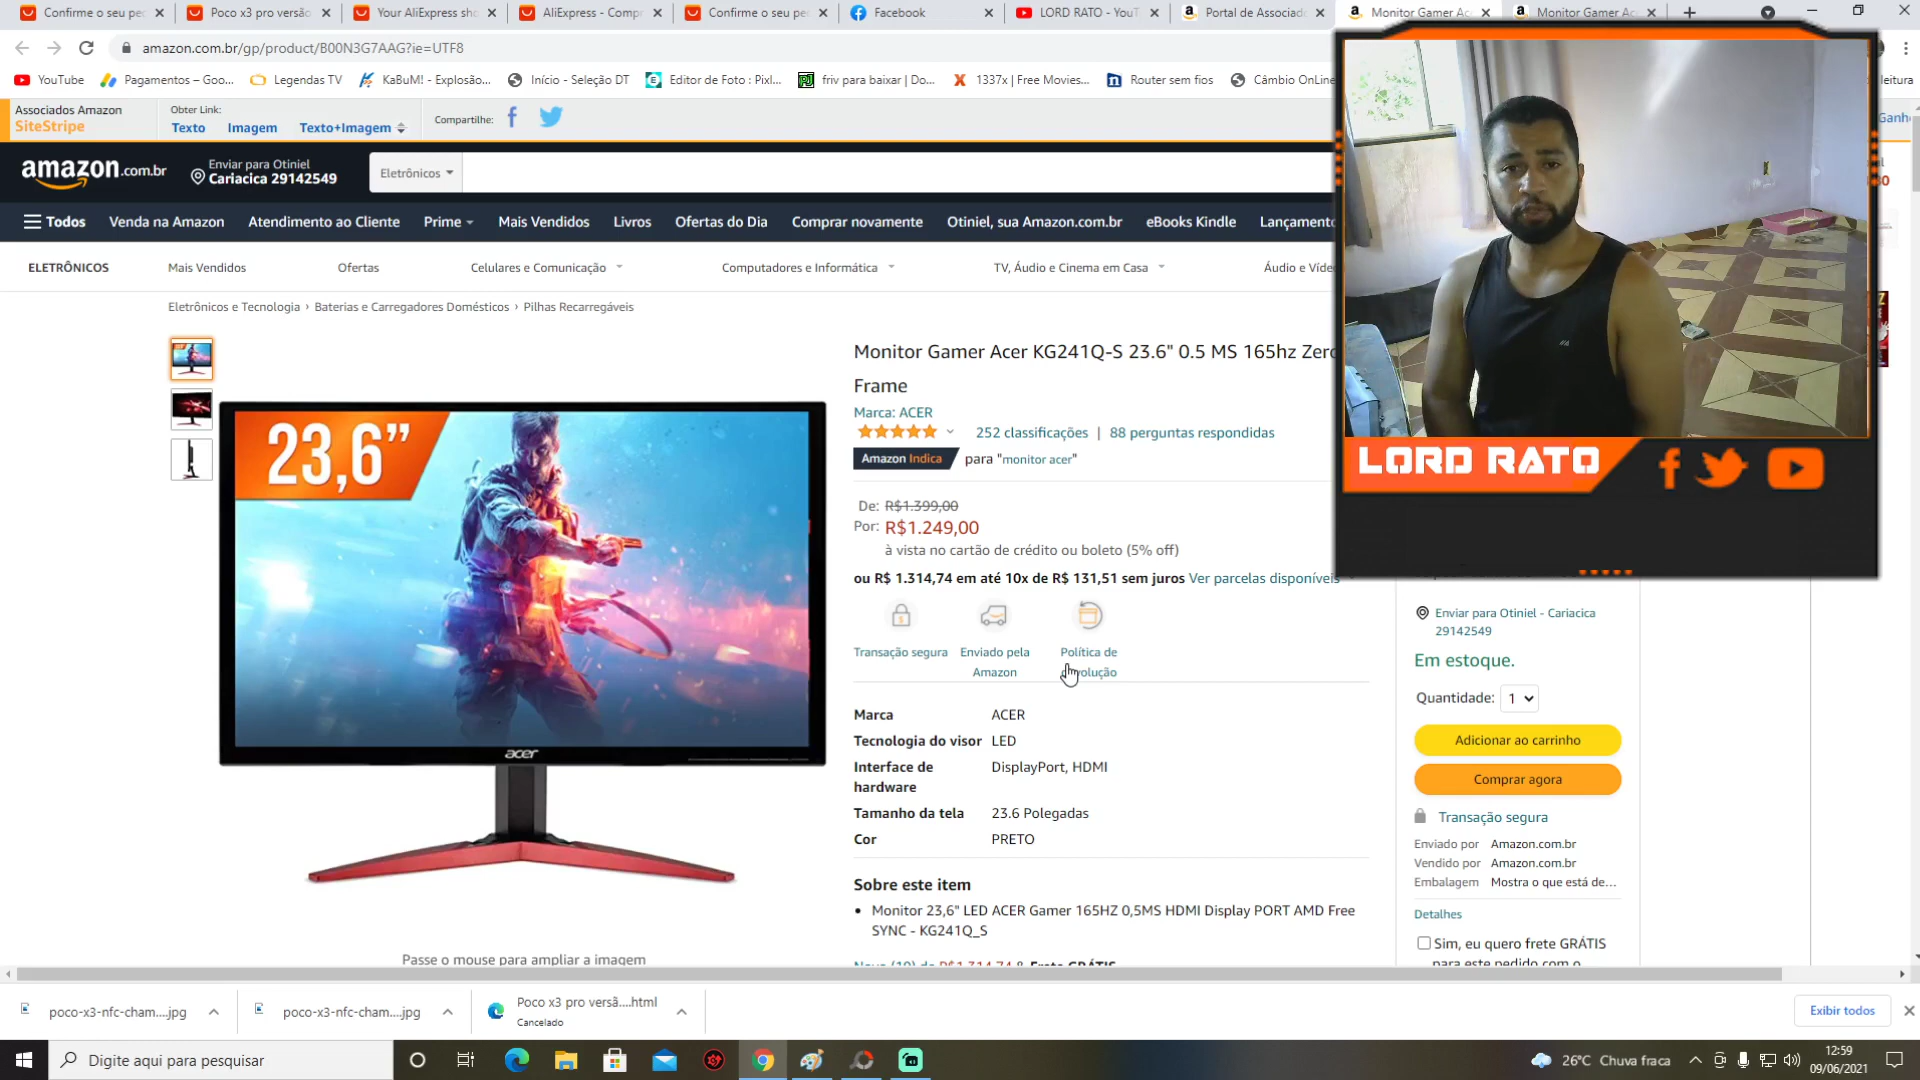 Confirme o seu pe
Poco x3 pro versão
Your AliExpress sh
AliExpress - Comp
Confirme o seu pe
Facebook
LORD RATO - YouT
Portal de Associad
Monitor Gamer Ac
Monitor Gamer Ac
amazon.com.br/gp/product/B00N3G7AAG?ie=UTF8
YouTube
Pagamentos – Goo...
Legendas TV
KaBuM! - Explosão...
Início - Seleção DT
Editor de Foto : Pixl...
friv para baixar | Do...
1337x | Free Movies...
Router sem fios
Câmbio OnLine
leitura
Associados Amazon
SiteStripe
Obter Link:
Texto
Imagem
Texto+Imagem
Compartilhe:
Ganh
amazon.com.br
Enviar para Otiniel
Cariacica 29142549
Eletrônicos
Todos
Venda na Amazon
Atendimento ao Cliente
Prime
Mais Vendidos
Livros
Ofertas do Dia
Comprar novamente
Otiniel, sua Amazon.com.br
eBooks Kindle
Lançamento
ELETRÔNICOS
Mais Vendidos
Ofertas
Celulares e Comunicação
Computadores e Informática
TV, Áudio e Cinema em Casa
Áudio e Víde
Eletrônicos e Tecnologia › Baterias e Carregadores Domésticos › Pilhas Recarregáveis
23,6”
acer
Passe o mouse para ampliar a imagem
Monitor Gamer Acer KG241Q-S 23.6" 0.5 MS 165hz Zero
Frame
Marca: ACER
252 classificações | 88 perguntas respondidas
Amazon Indica para "monitor acer"
De: R$1.399,00
Por: R$1.249,00
à vista no cartão de crédito ou boleto (5% off)
ou R$ 1.314,74 em até 10x de R$ 131,51 sem juros Ver parcelas disponíveis
Transação segura
Enviado pela
Amazon
Política de
Marca ACER
Tecnologia do visor LED
Interface de DisplayPort, HDMI
hardware
Tamanho da tela 23.6 Polegadas
Cor PRETO
Sobre este item
• Monitor 23,6" LED ACER Gamer 165HZ 0,5MS HDMI Display PORT AMD Free
SYNC - KG241Q_S
LORD RATO
Enviar para Otiniel - Cariacica
29142549
Em estoque.
Quantidade: 1
Adicionar ao carrinho
Comprar agora
Transação segura
Enviado por Amazon.com.br
Vendido por Amazon.com.br
Embalagem Mostra o que está de...
Detalhes
Sim, eu quero frete GRÁTIS
para este pedido com o
poco-x3-nfc-cham....jpg
poco-x3-nfc-cham....jpg
Poco x3 pro versã....html
Cancelado
Exibir todos
Digite aqui para pesquisar
26°C Chuva fraca
12:59
09/06/2021